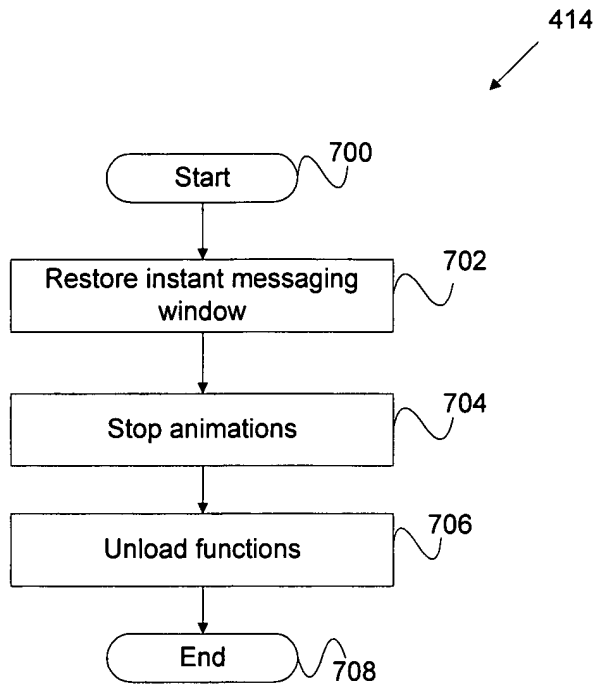 414
Start
700
Restore instant messaging
window
702
Stop animations
704
Unload functions
706
End
708